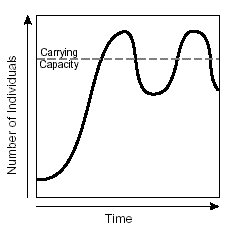 Carrying
Capacity
Number of Individuals
Time